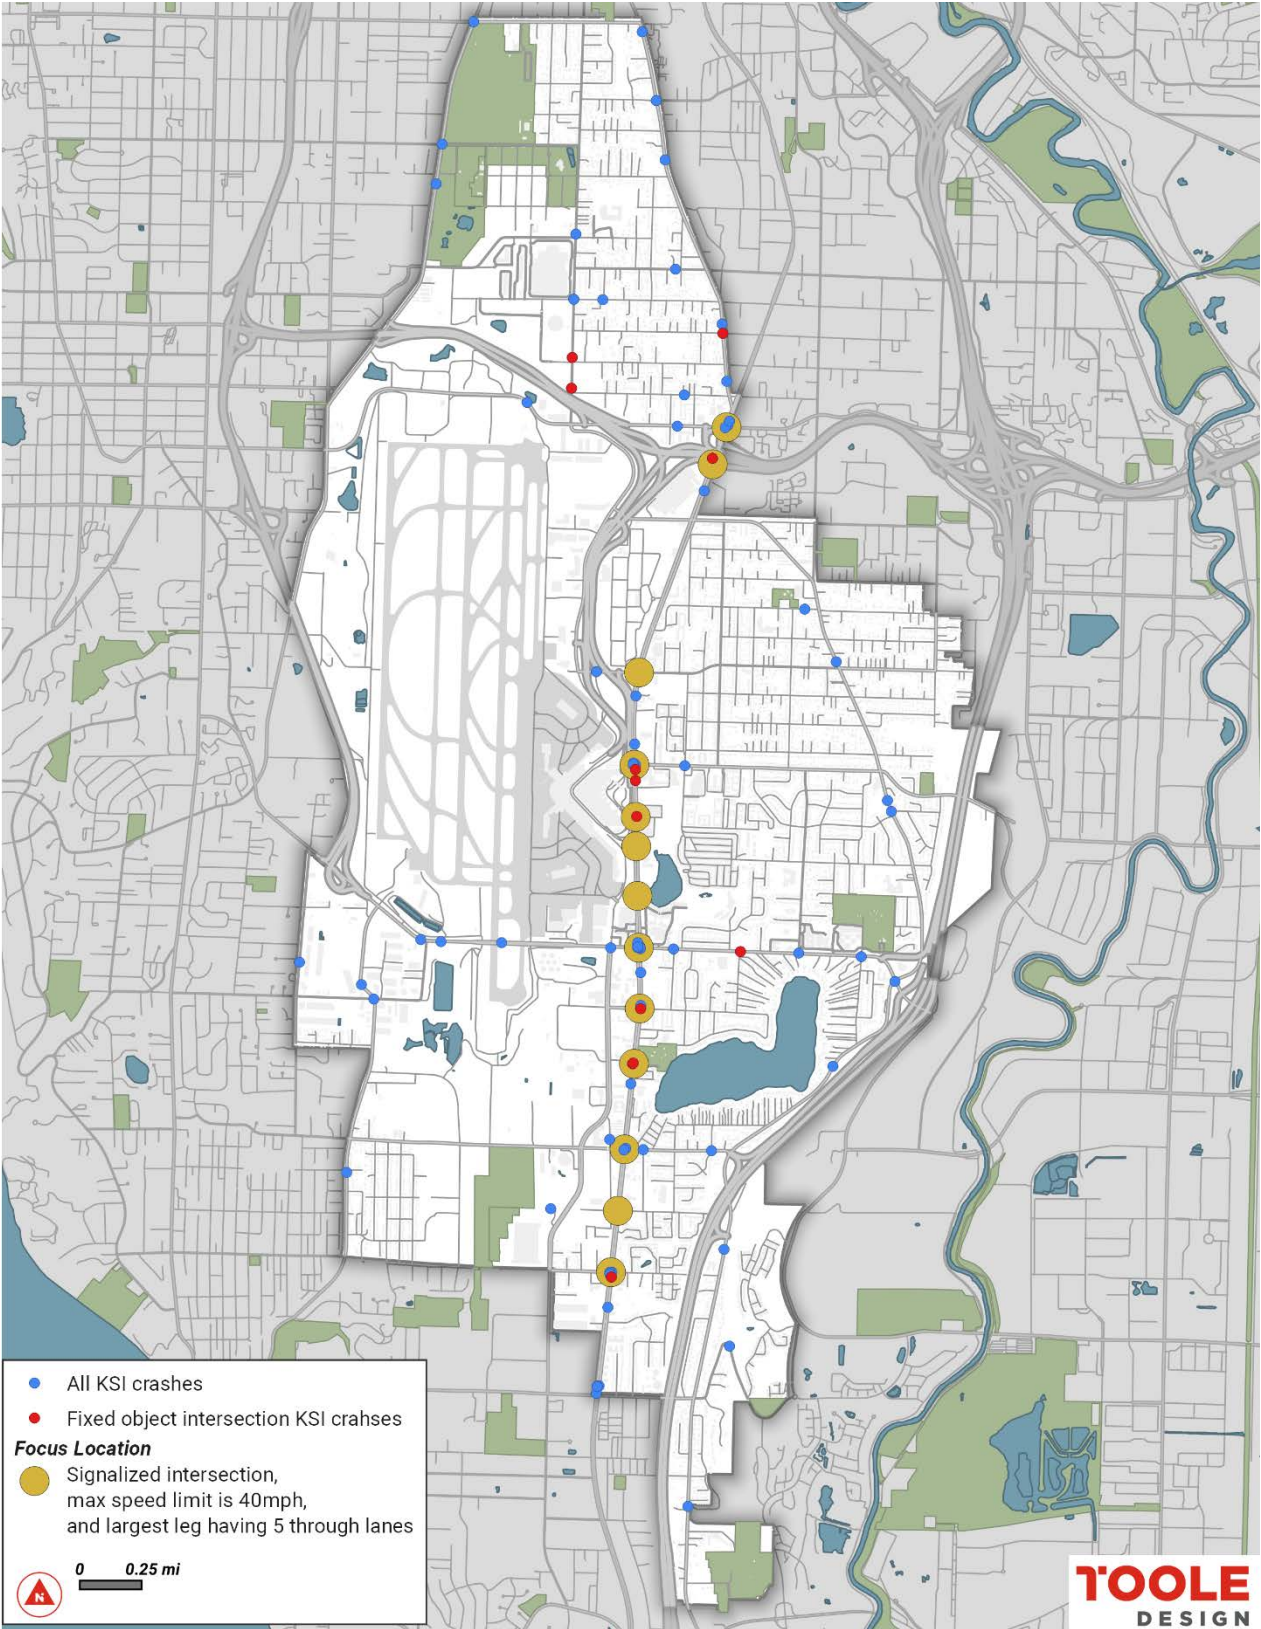 All KSI crashes
Fixed object intersection KSI crahses
Focus Location
Signalized intersection,
max speed limit is 40mph,
and largest leg having 5 through lanes
0 0.25 mi
N
TOOLE
DESIGN